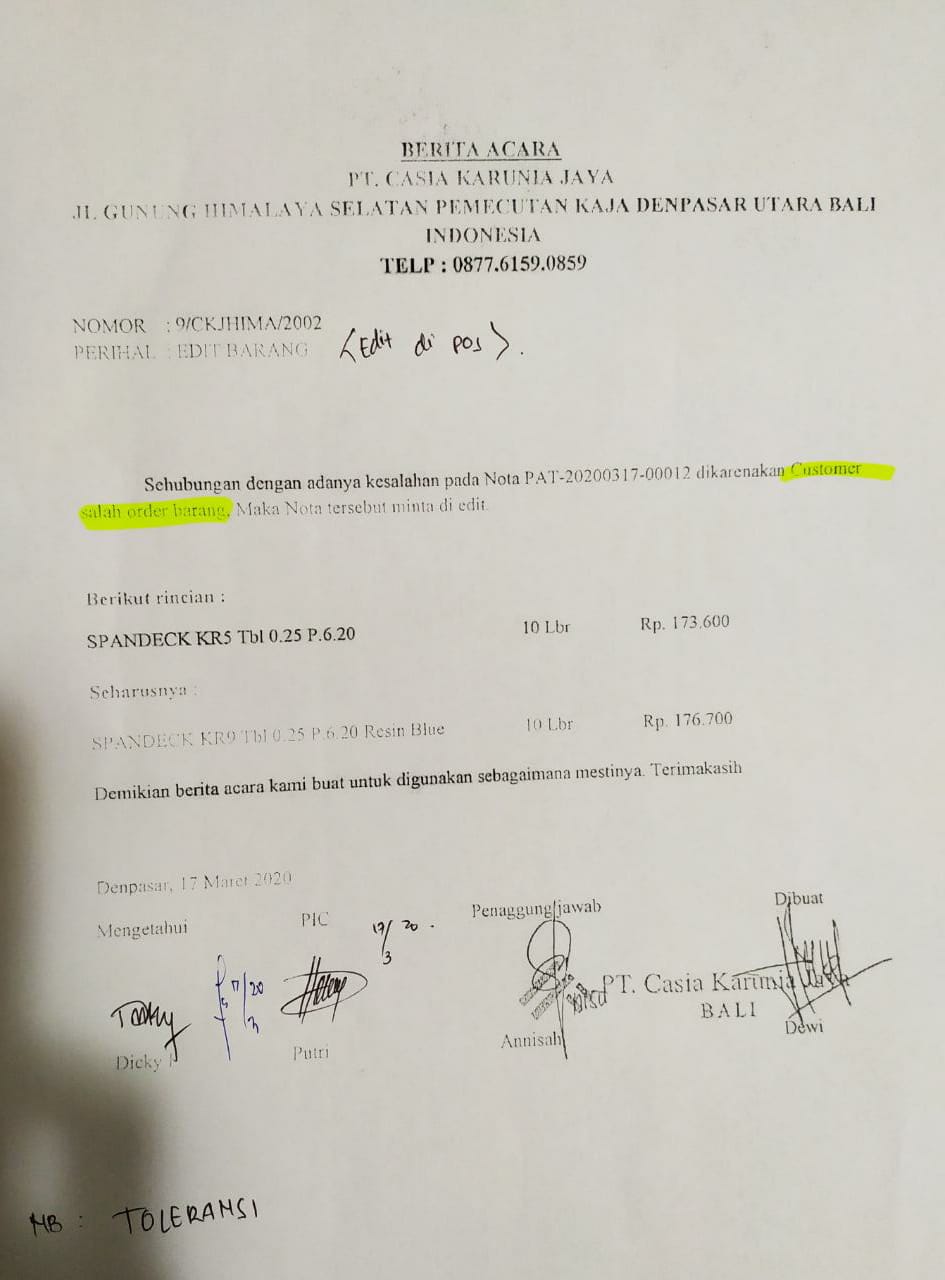 BERITA ACARA
PT. CASIA KARUNIA JAYA
JL. GUNUNG HIMALAYA SELATAN PEMECUTAN KAJA DENPASAR UTARA BALI
INDONESIA
TELP : 0877.6159.0859
NOMOR : 9/CKJHIMA/2002
PERIHAL : EDIT BARANG <Edit di pos>.
Sehubungan dengan adanya kesalahan pada Nota PAT-20200317-00012 dikarenakan Customer
salah order barang, Maka Nota tersebut minta di edit.
Berikut rincian :
SPANDECK KR5 Tbl 0.25 P.6.20 10 Lbr Rp. 173.600
Seharusnya :
SPANDECK KR9 Tbl 0.25 P.6.20 Resin Blue 10 Lbr Rp. 176.700
Demikian berita acara kami buat untuk digunakan sebagaimana mestinya. Terimakasih
Denpasar, 17 Maret 2020
Mengetahui PIC 17/3 20. Penaggung jawab Dibuat
17/3 20
PT. Casia Karunia Jaya
BALI
Dicky Putri Annisah Dewi
NB : TOLERANSI